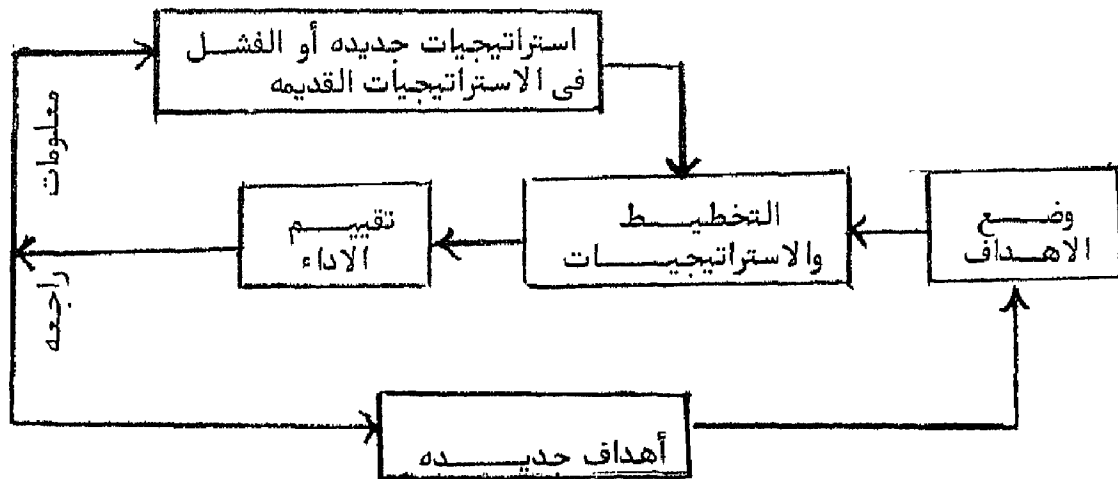 استراتيجيات جديده أو الفشل
فى الاستراتيجيات القديمه
معلومات
راجعه
وضع
الاهداف
التخطيط
والاستراتيجيات
تقييم
الاداء
أهداف جديده